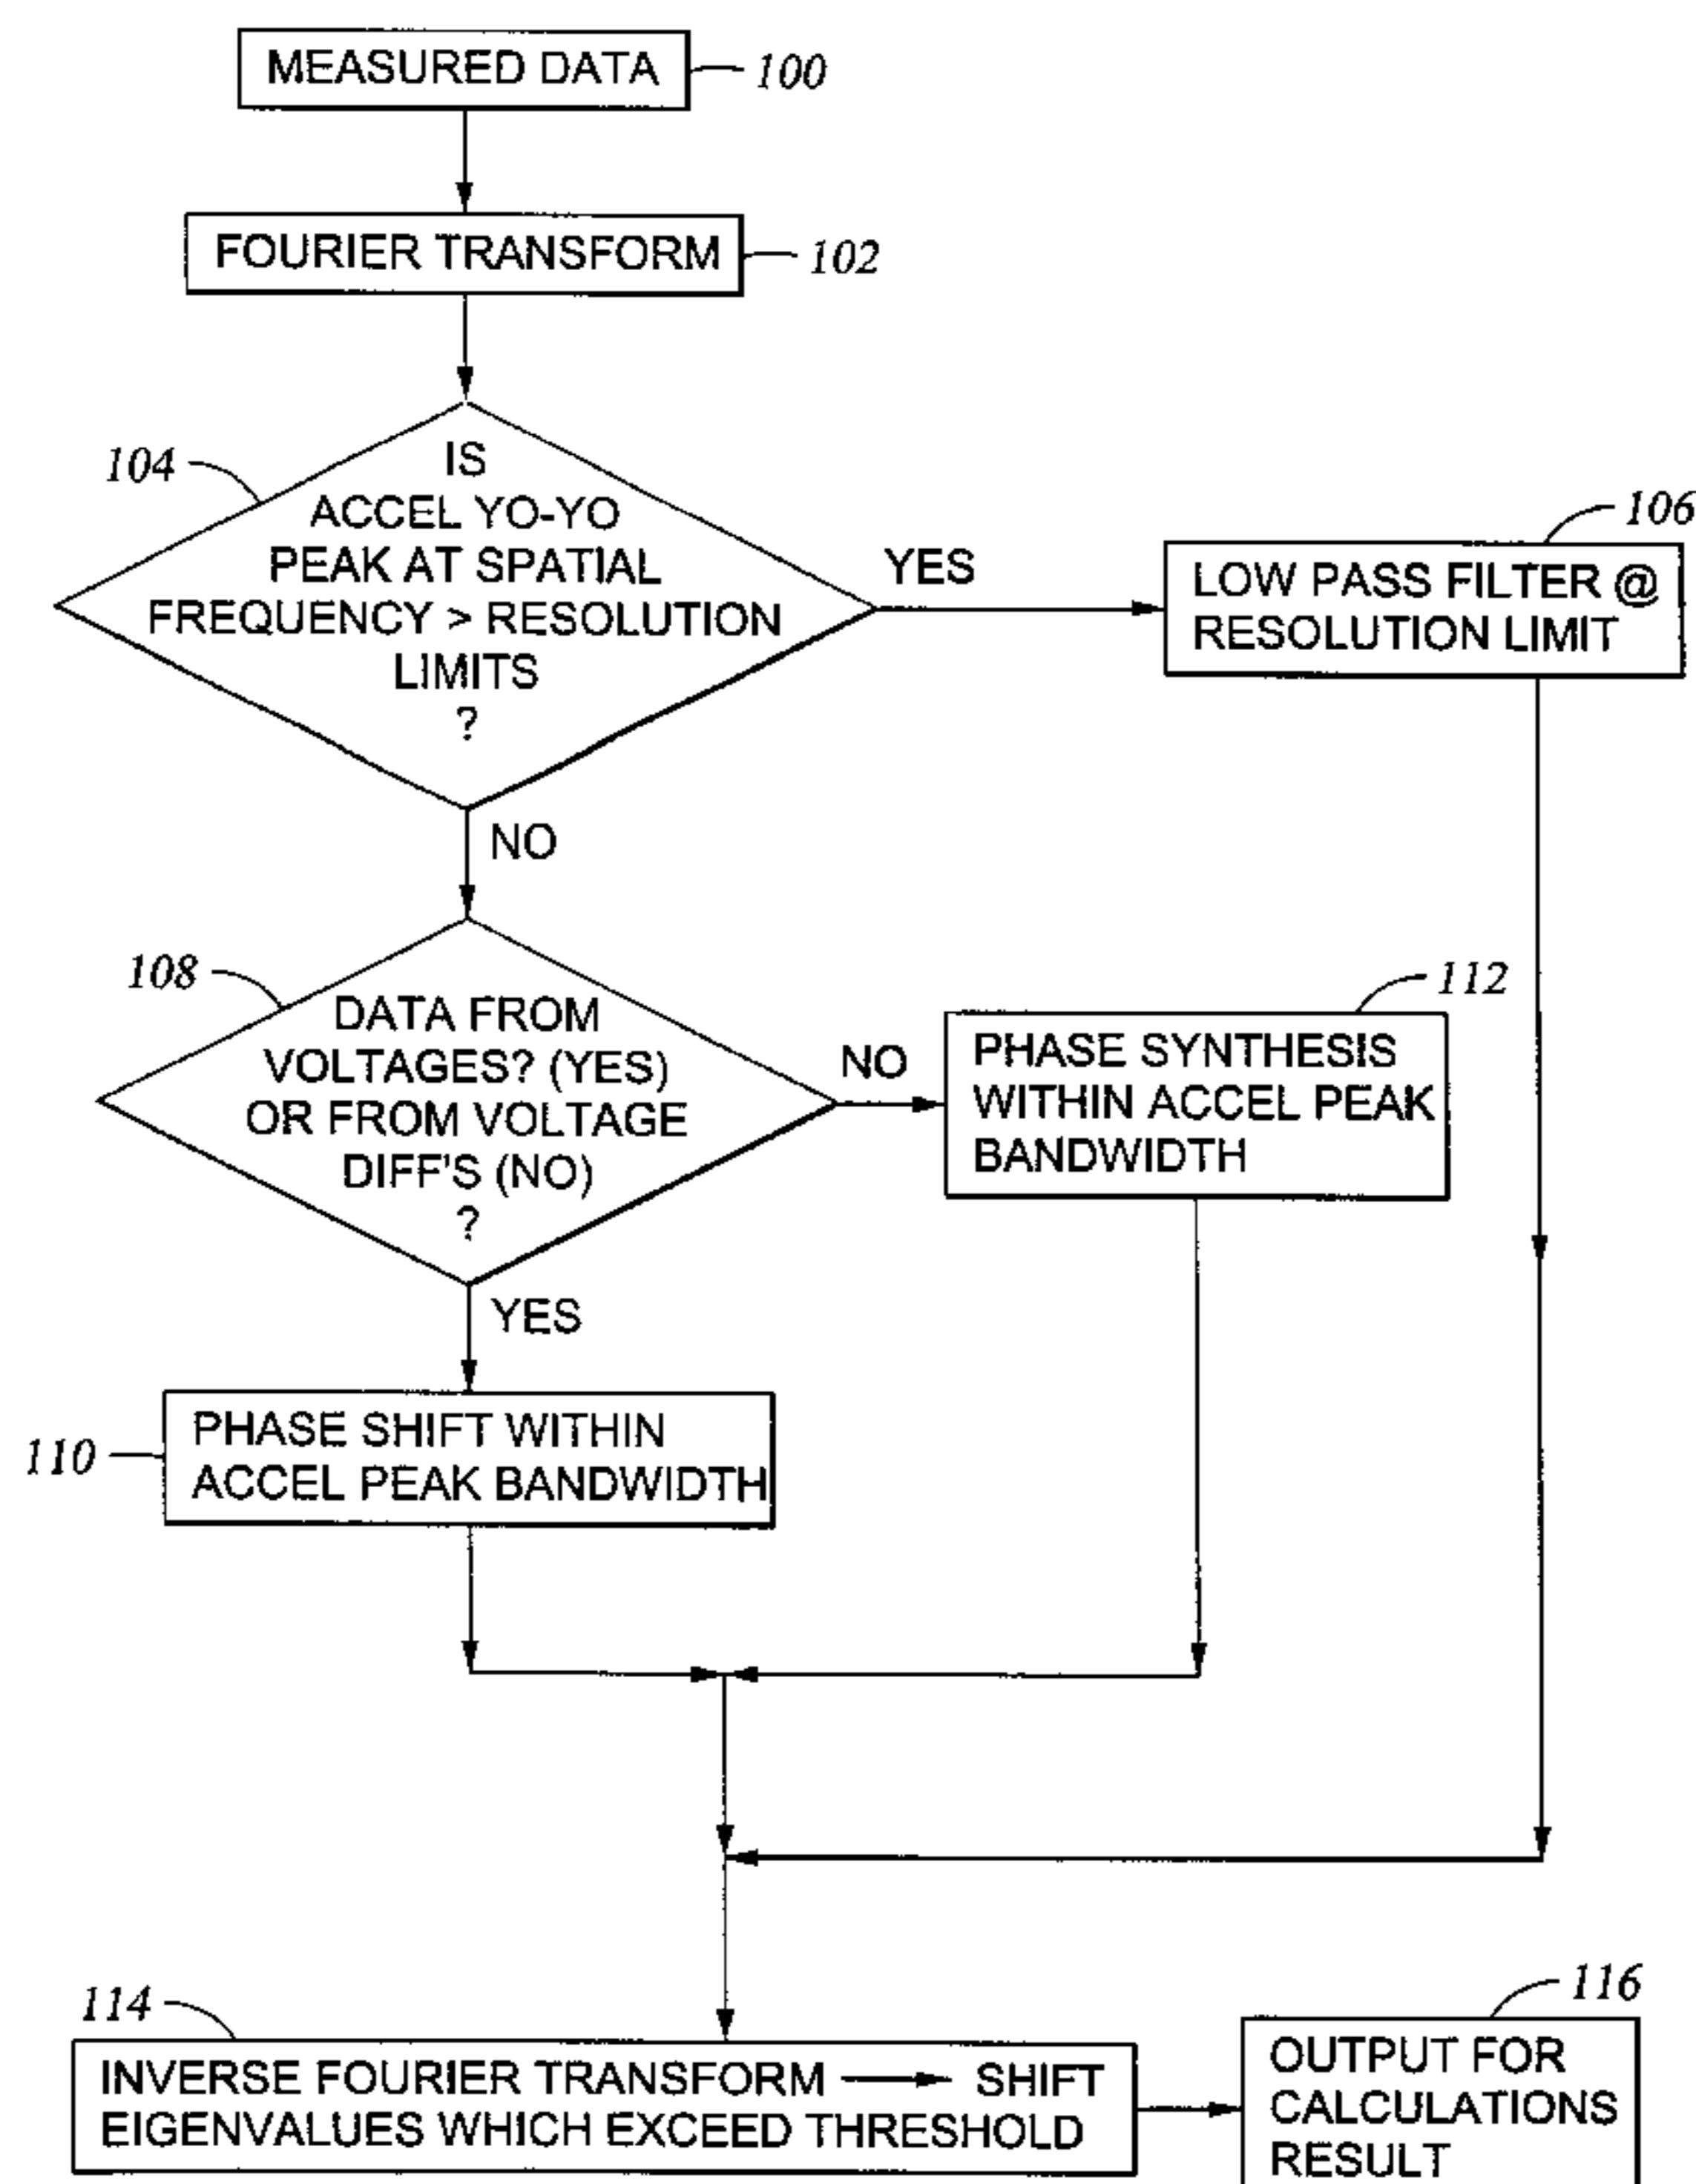 MEASURED DATA
100
FOURIER TRANSFORM
102
104
IS
ACCEL YO-YO
PEAK AT SPATIAL
FREQUENCY > RESOLUTION
LIMITS
?
YES
106
LOW PASS FILTER @
RESOLUTION LIMIT
NO
108
DATA FROM
VOLTAGES? (YES)
OR FROM VOLTAGE
DIFF'S (NO)
?
NO
112
PHASE SYNTHESIS
WITHIN ACCEL PEAK
BANDWIDTH
YES
110
PHASE SHIFT WITHIN
ACCEL PEAK BANDWIDTH
114
INVERSE FOURIER TRANSFORM → SHIFT
EIGENVALUES WHICH EXCEED THRESHOLD
116
OUTPUT FOR
CALCULATIONS
RESULT